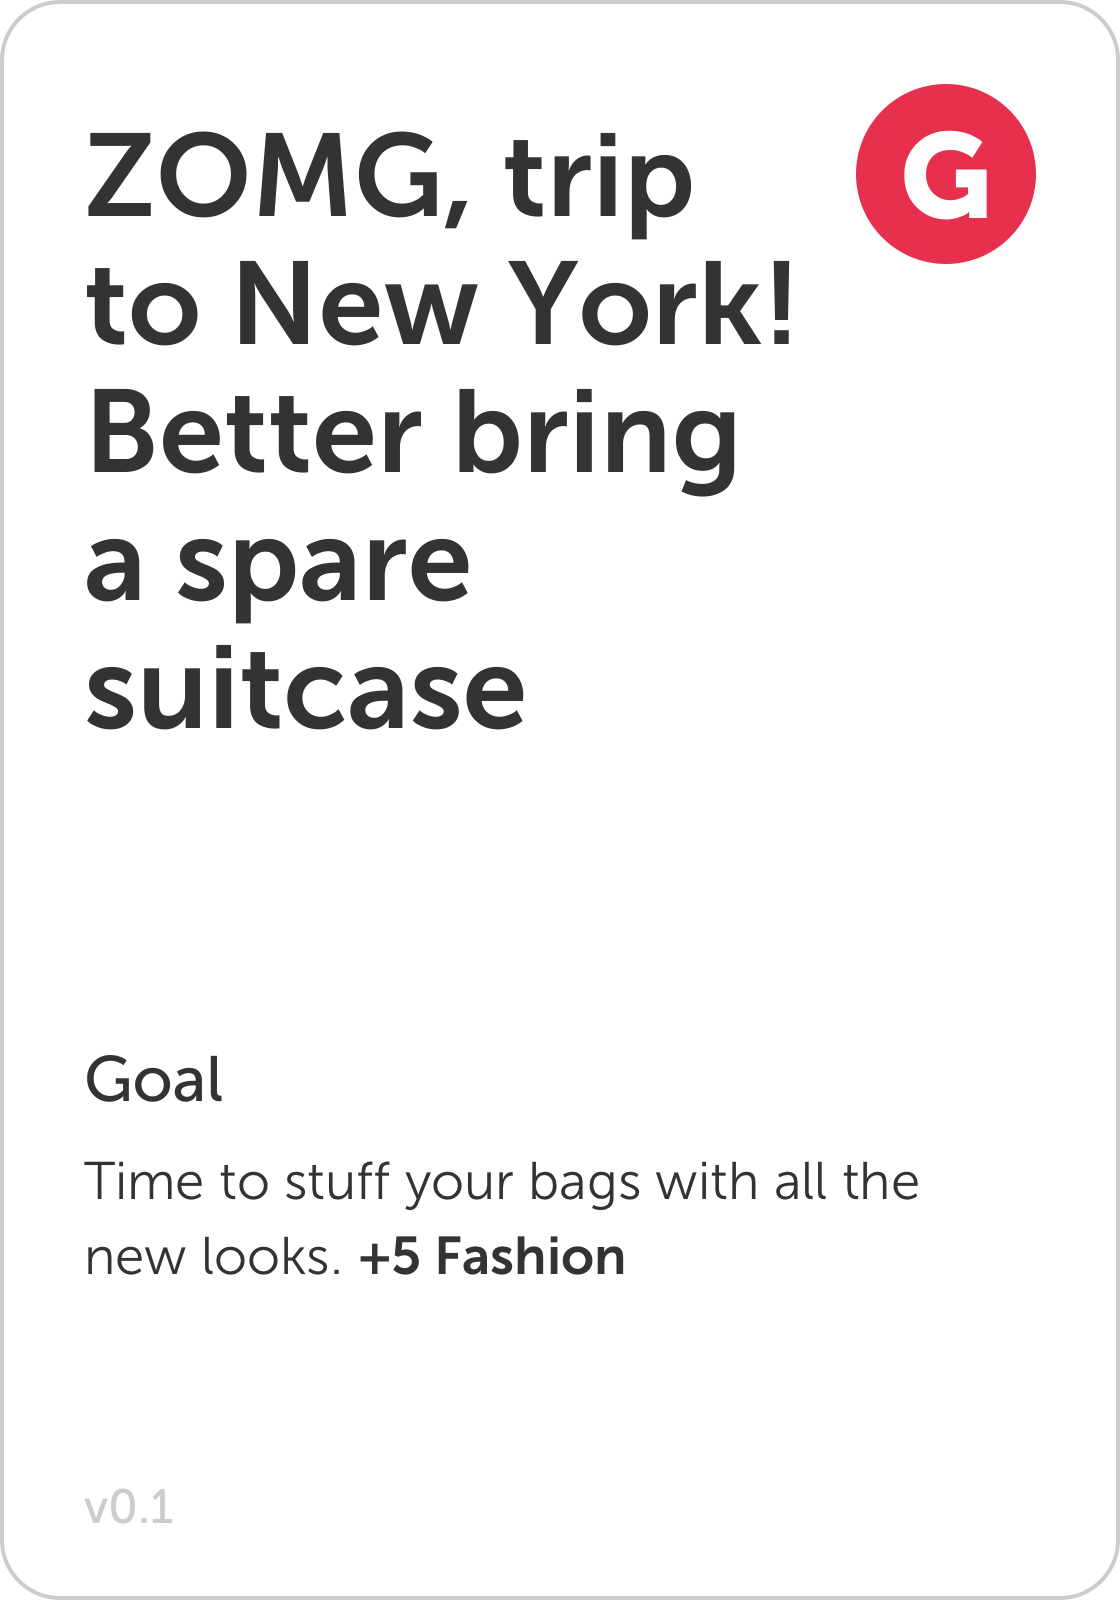 ZOMG, trip
G
to New York!
Better bring
a spare
suitcase
Goal
Time to stuff your bags with all the
new looks. +5 Fashion
v0.1